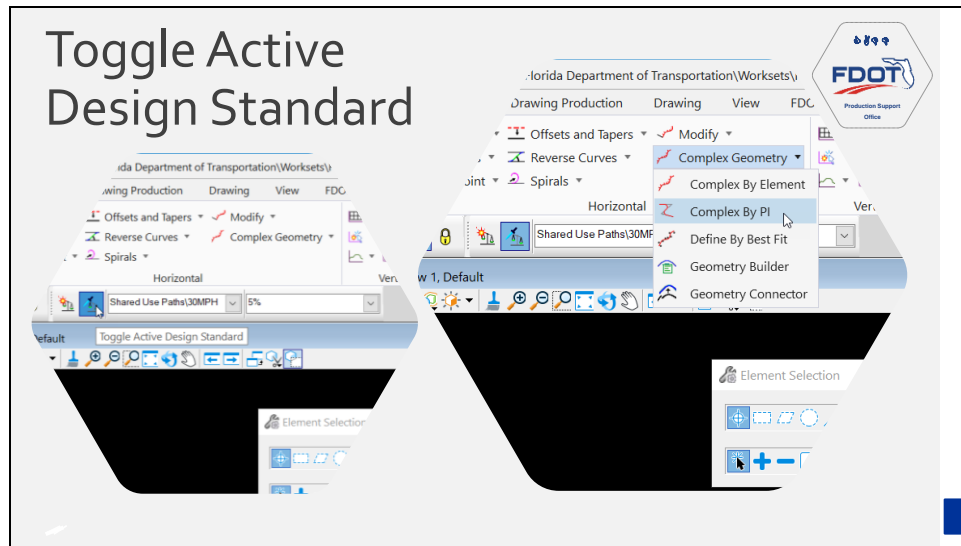 Toggle Active
Design Standard
FDOT
Production Support
Office
ida Department of Transportation\Worksets\
wing Production Drawing View FDO
Offsets and Tapers Modify
Reverse Curves Complex Geometry
Spirals
Horizontal Ver
Shared Use Paths\30MPH 5%
Default
Toggle Active Design Standard
Element Selection
lorida Department of Transportation\Worksets\
Drawing Production Drawing View FDO
Offsets and Tapers Modify
Reverse Curves Complex Geometry
oint Spirals Complex By Element
Horizontal Complex By PI Ver
Shared Use Paths\30MP Define By Best Fit
w 1, Default Geometry Builder
Geometry Connector
Element Selection